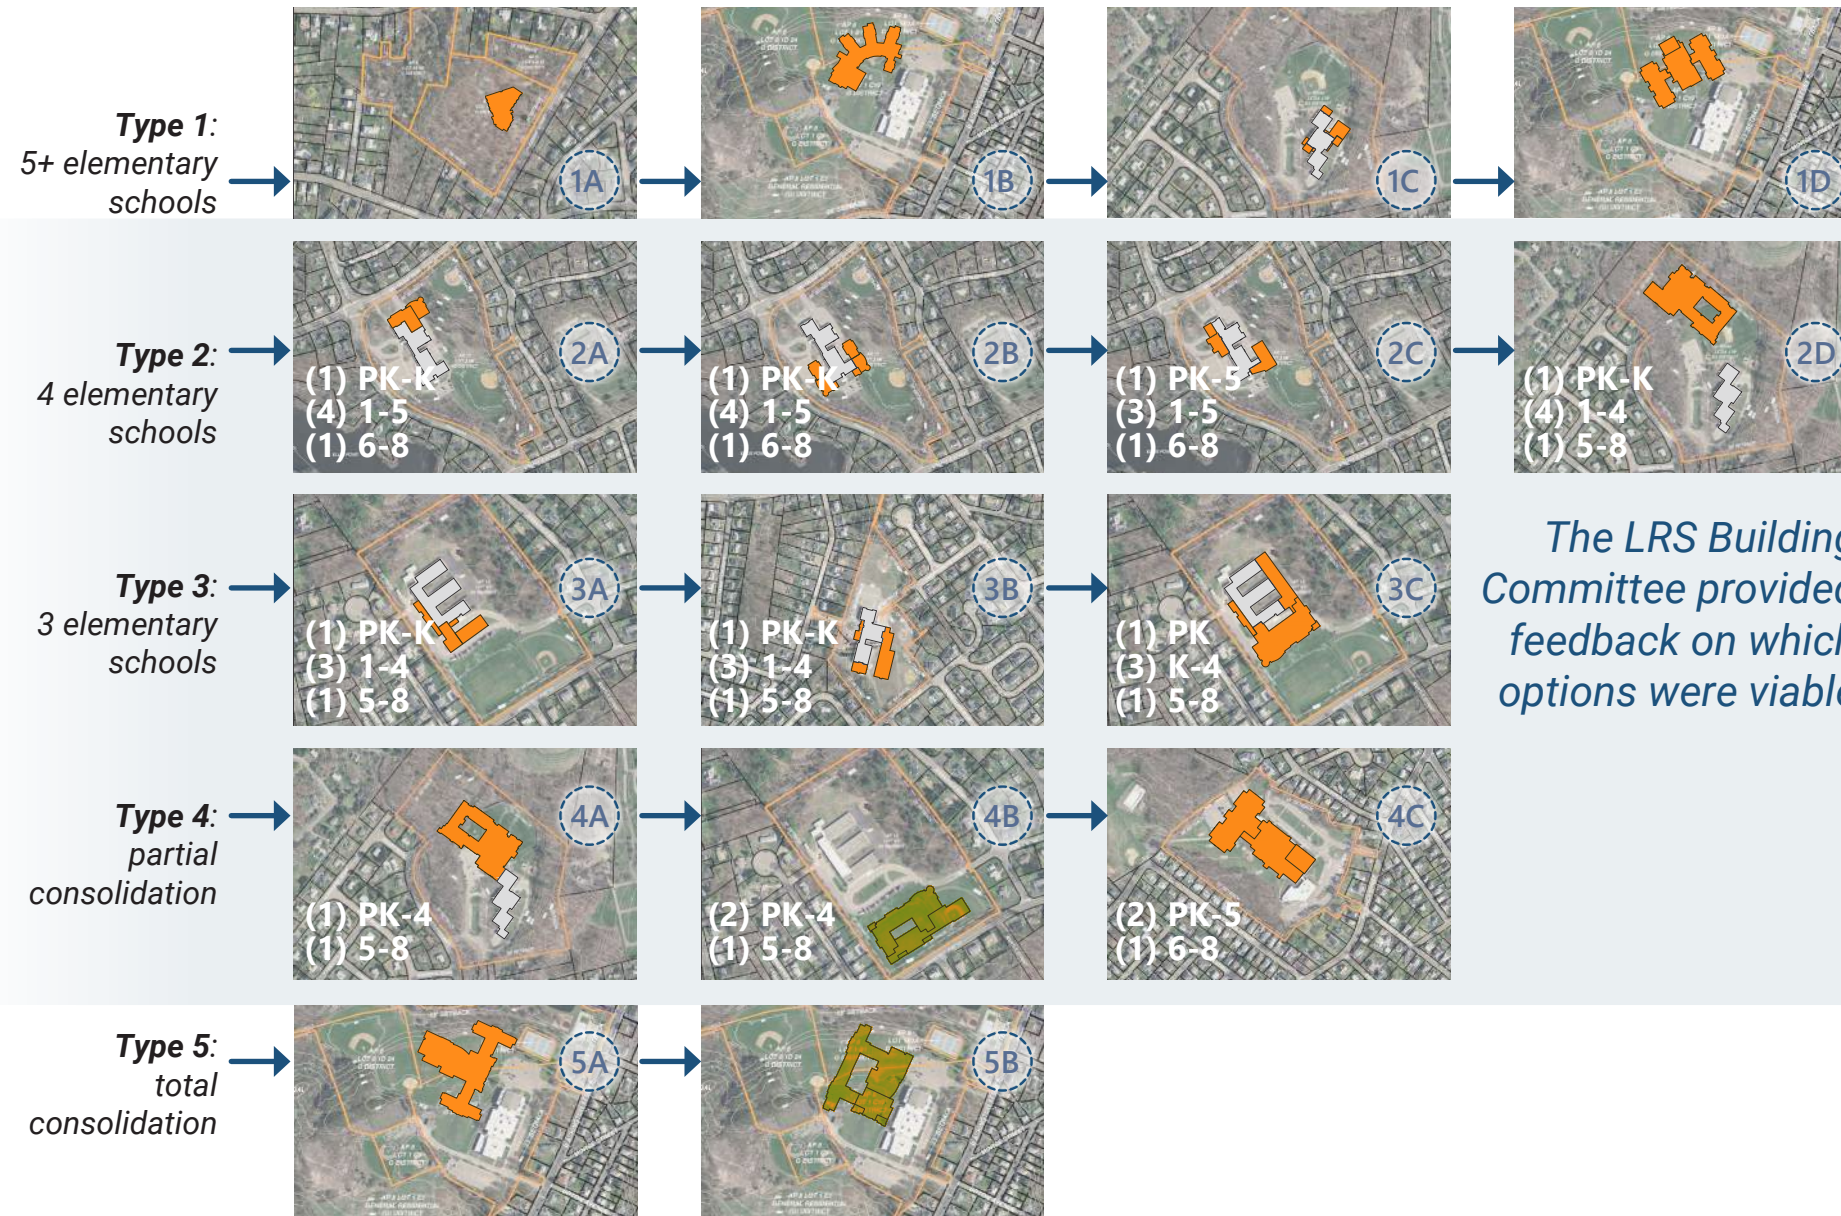 Type 1:
5+ elementary
schools
1A
1B
1C
1D
Type 2:
4 elementary
schools
2A
(1) PK-K
(4) 1-5
(1) 6-8
2B
(1) PK-K
(4) 1-5
(1) 6-8
2C
(1) PK-5
(3) 1-5
(1) 6-8
2D
(1) PK-K
(4) 1-4
(1) 5-8
Type 3:
3 elementary
schools
3A
(1) PK-K
(3) 1-4
(1) 5-8
3B
(1) PK-K
(3) 1-4
(1) 5-8
3C
(1) PK
(3) K-4
(1) 5-8
The LRS Building
Committee provided
feedback on which
options were viable
Type 4:
partial
consolidation
4A
(1) PK-4
(1) 5-8
4B
(2) PK-4
(1) 5-8
4C
(2) PK-5
(1) 6-8
Type 5:
total
consolidation
5A
5B